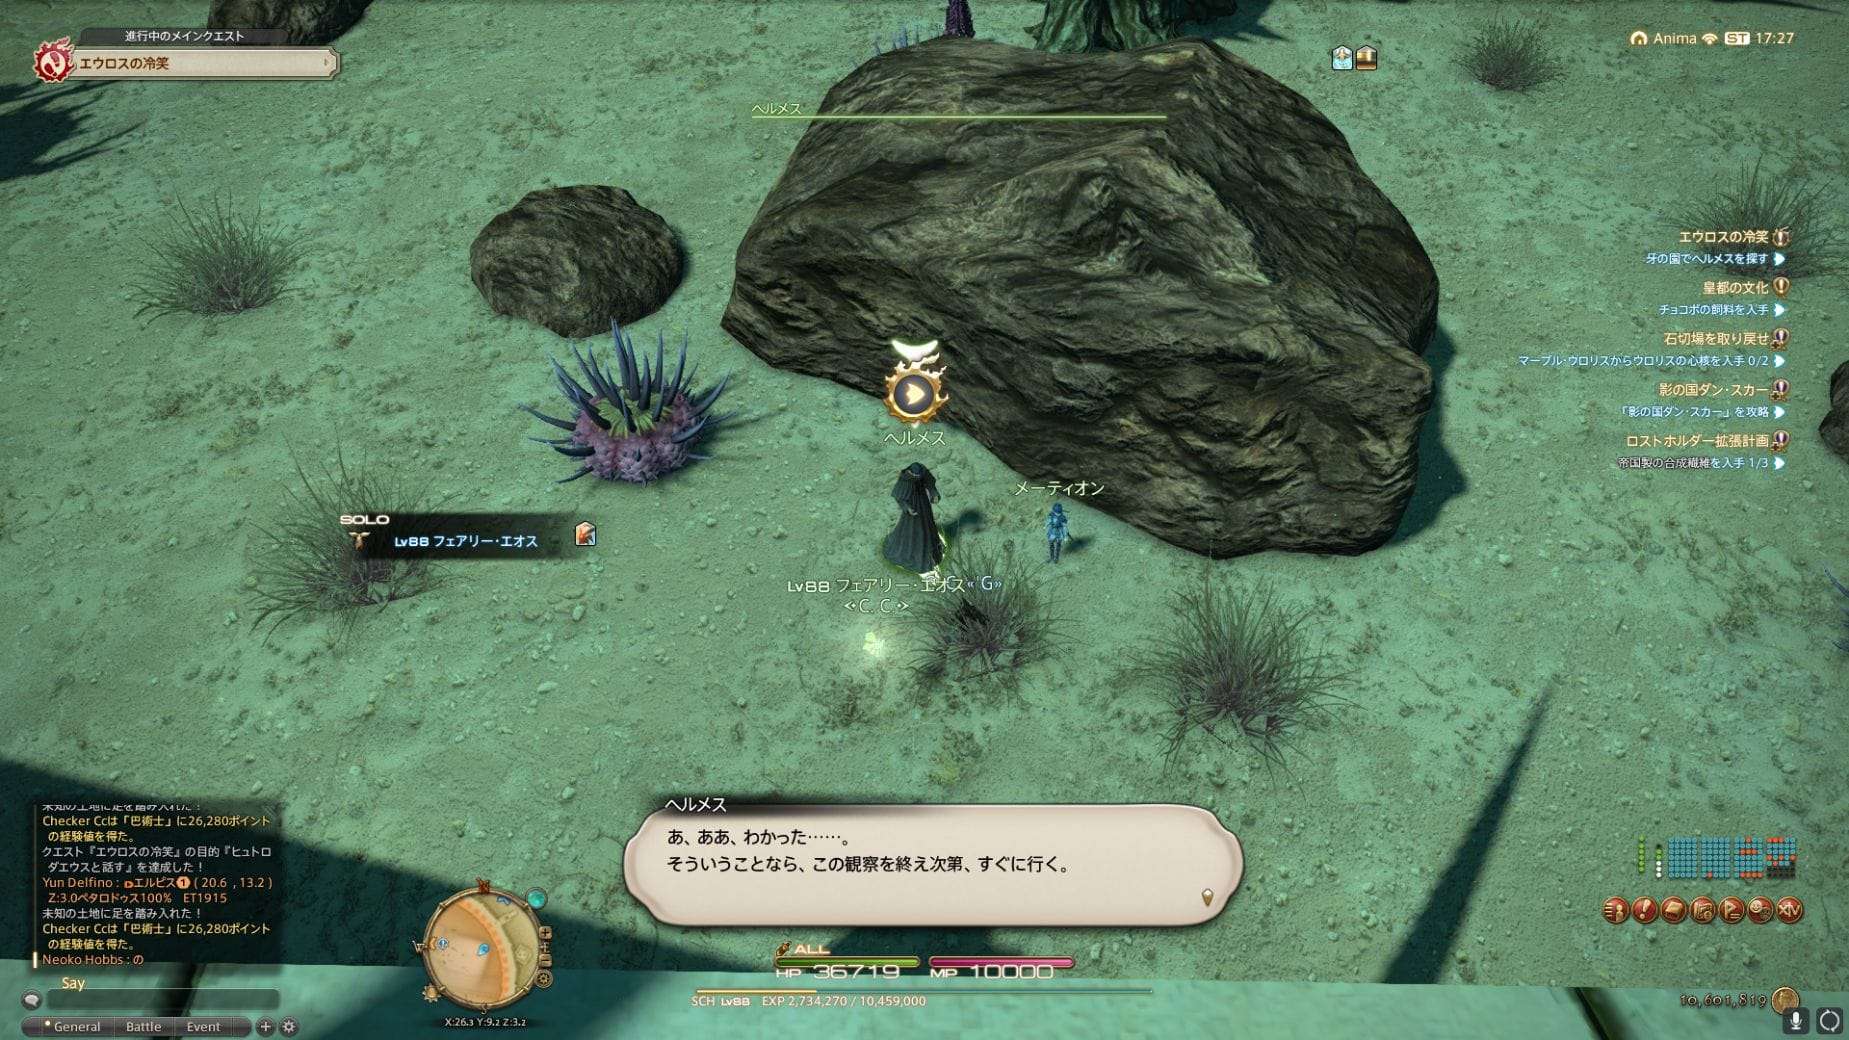 進行中のメインクエスト
エウロスの冷笑
Anima ST 17:27
ヘルメス
エウロスの冷笑
牙の園でヘルメスを探す
皇都の文化
チョコボの飼料を入手
石切場を取り戻せ
マーブル・ウロリスからウロリスの心核を入手 0/2
影の国ダン・スカー
「影の国ダン・スカー」を攻略
ロストホルダー拡張計画
帝国製の合成繊維を入手 1/3
ヘルメス
メーティオン
SOLO
Lv88 フェアリー・エオス
Lv88 フェアリー・エオス
«C. C.»
ヘルメス
あ、ああ、わかった……。
そういうことなら、この観察を終え次第、すぐに行く。
未知の土地に足を踏み入れた！
Checker Ccは「巴術士」に26,280ポイント
の経験値を得た。
クエスト『エウロスの冷笑』の目的『ヒュトロ
ダエウスと話す』を達成した！
Yun Delfino : エルピス1 ( 20.6 , 13.2 )
Z:3.0ペタロドゥス100% ET1915
未知の土地に足を踏み入れた！
Checker Ccは「巴術士」に26,280ポイント
の経験値を得た。
Neoko Hobbs : の
Say
General Battle Event
X:26.3 Y:9.2 Z:3.2
ALL
HP 36719 MP 10000
SCH Lv88 EXP 2,734,270 / 10,459,000
10,601,819
XIV